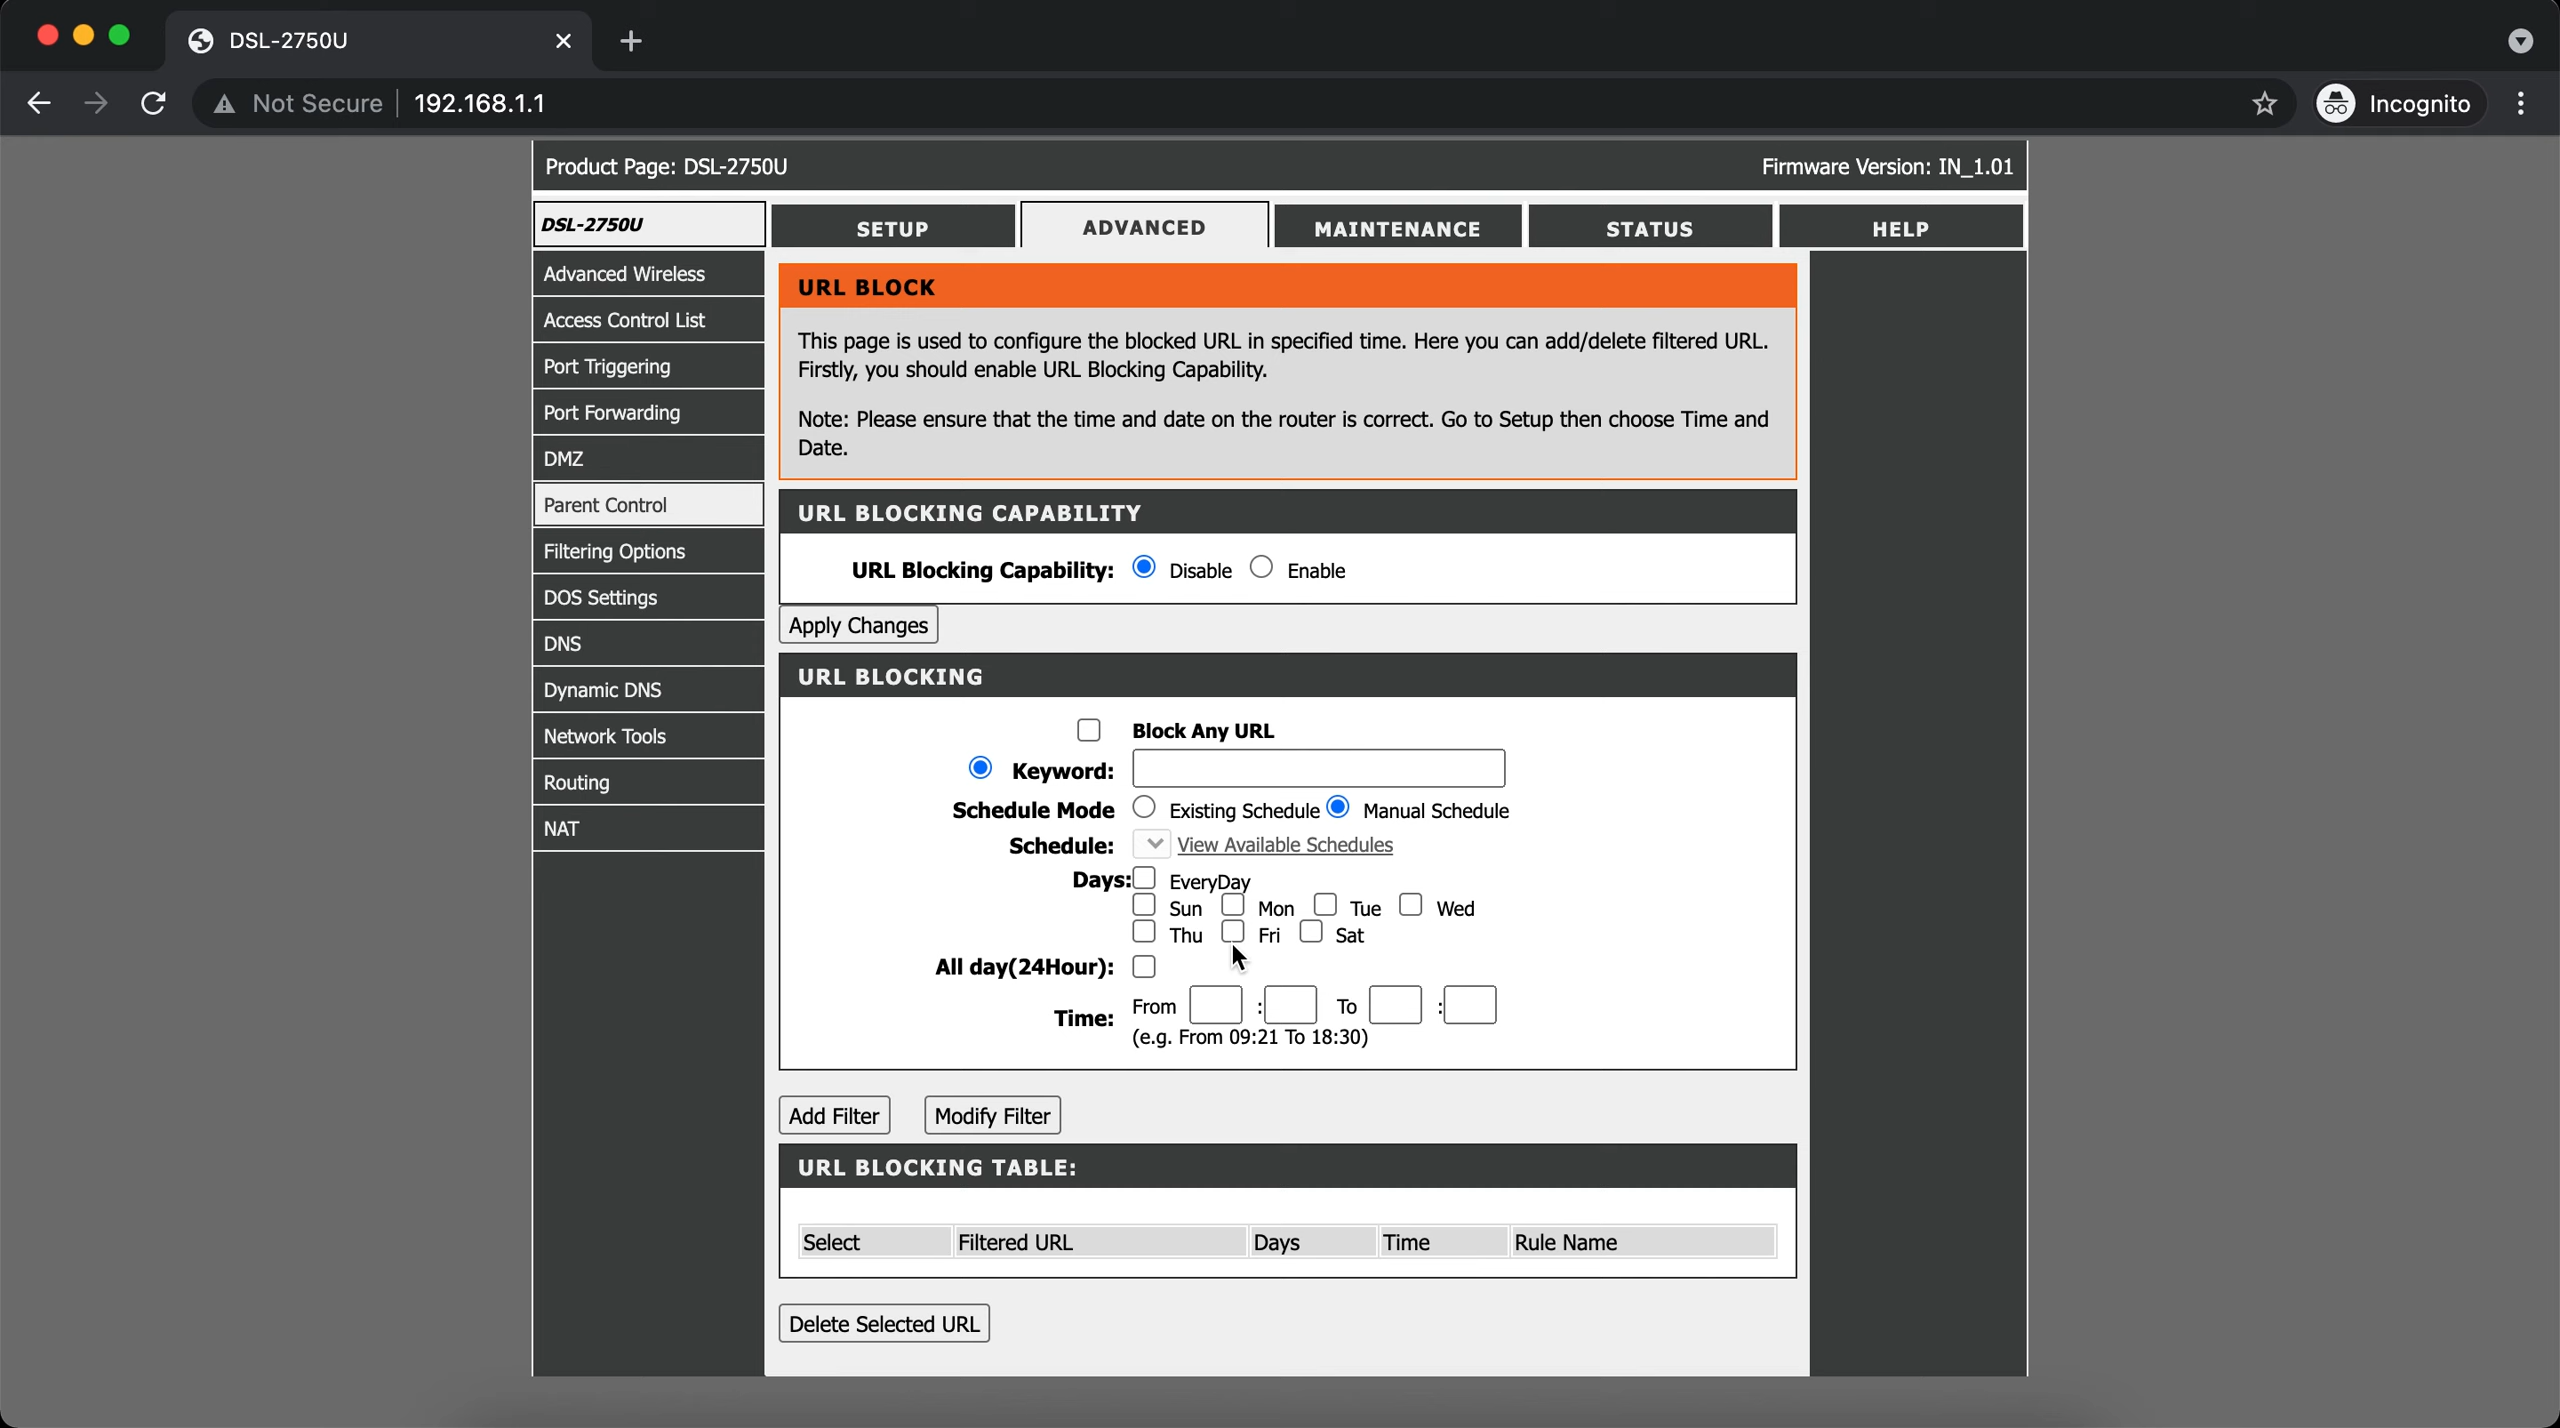 DSL-2750U
Not Secure 192.168.1.1 Incognito
Product Page: DSL-2750U Firmware Version: IN_1.01
DSL-2750U SETUP ADVANCED MAINTENANCE STATUS HELP
Advanced Wireless
Access Control List
Port Triggering
Port Forwarding
DMZ
Parent Control
Filtering Options
DOS Settings
DNS
Dynamic DNS
Network Tools
Routing
NAT
URL BLOCK
This page is used to configure the blocked URL in specified time. Here you can add/delete filtered URL.
Firstly, you should enable URL Blocking Capability.
Note: Please ensure that the time and date on the router is correct. Go to Setup then choose Time and
Date.
URL BLOCKING CAPABILITY
URL Blocking Capability: Disable Enable
Apply Changes
URL BLOCKING
Block Any URL
Keyword:
Schedule Mode Existing Schedule Manual Schedule
Schedule: View Available Schedules
Days: EveryDay
Sun Mon Tue Wed
Thu Fri Sat
All day(24Hour):
Time: From : To :
(e.g. From 09:21 To 18:30)
Add Filter Modify Filter
URL BLOCKING TABLE:
Select Filtered URL Days Time Rule Name
Delete Selected URL